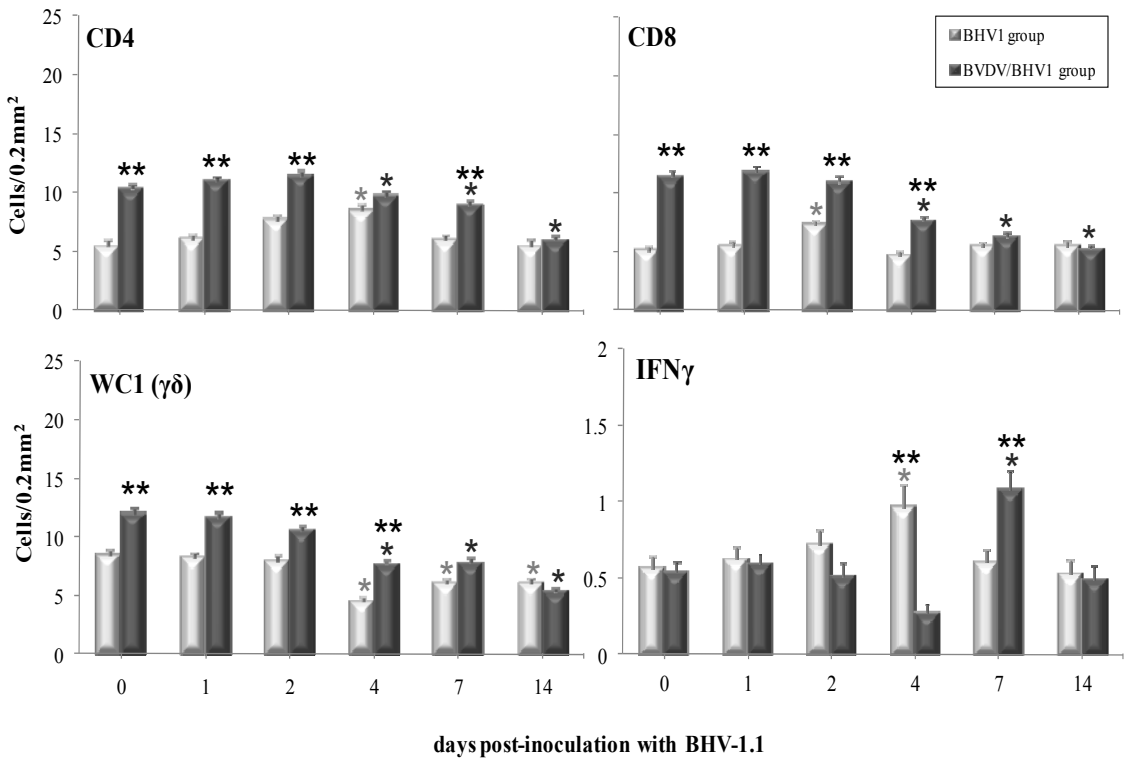 CD4
Cells/0.2mm²
25
20
15
10
5
0
** ** ** * * ** * *
CD8
BHV1 group
BVDV/BHV1 group
** ** * ** ** * * *
WC1 (γδ)
Cells/0.2mm²
25
20
15
10
5
0
** ** ** ** * * * * * *
0 1 2 4 7 14
IFNγ
2
1.5
1
0.5
0
** * ** *
0 1 2 4 7 14
days post-inoculation with BHV-1.1